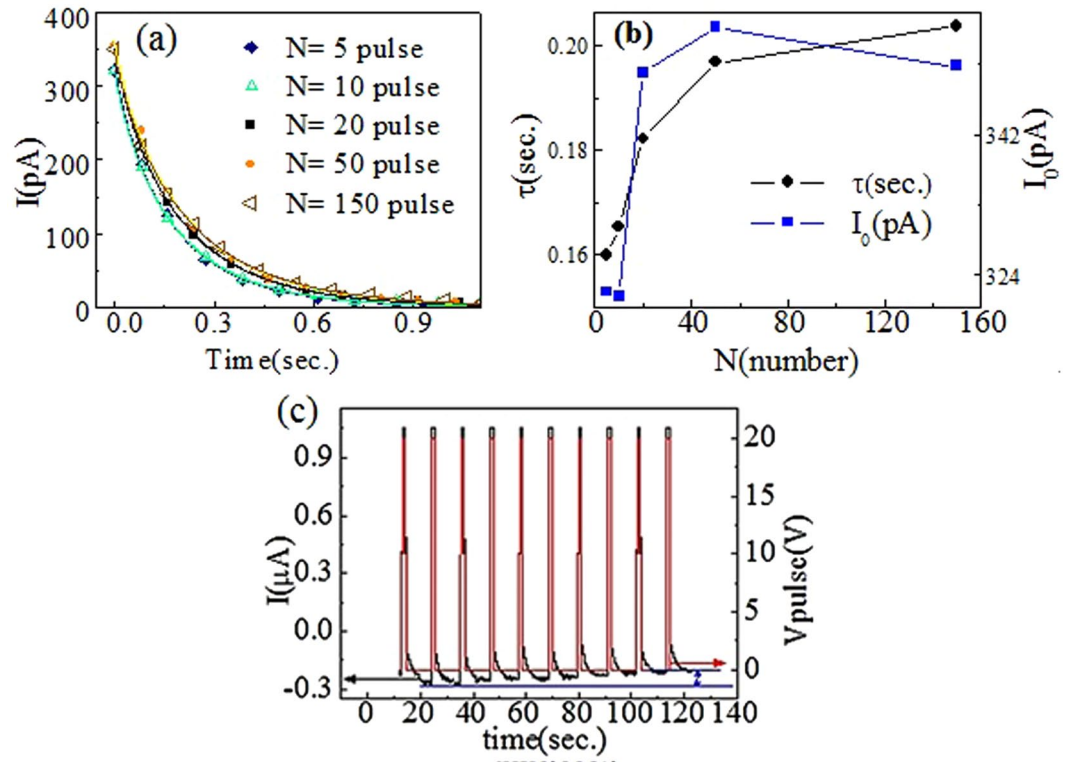 (a)
400
300
200
100
0
I(pA)
N= 5 pulse
N= 10 pulse
N= 20 pulse
N= 50 pulse
N= 150 pulse
0.0 0.3 0.6 0.9
Time(sec.)
(b)
0.20
0.18
0.16
τ(sec.)
342
324
I0(pA)
τ(sec.)
I0(pA)
0 40 80 120 160
N(number)
(c)
0.9
0.6
0.3
0.0
-0.3
I(μA)
20
15
10
5
0
Vpulse(V)
0 20 40 60 80 100 120 140
time(sec.)